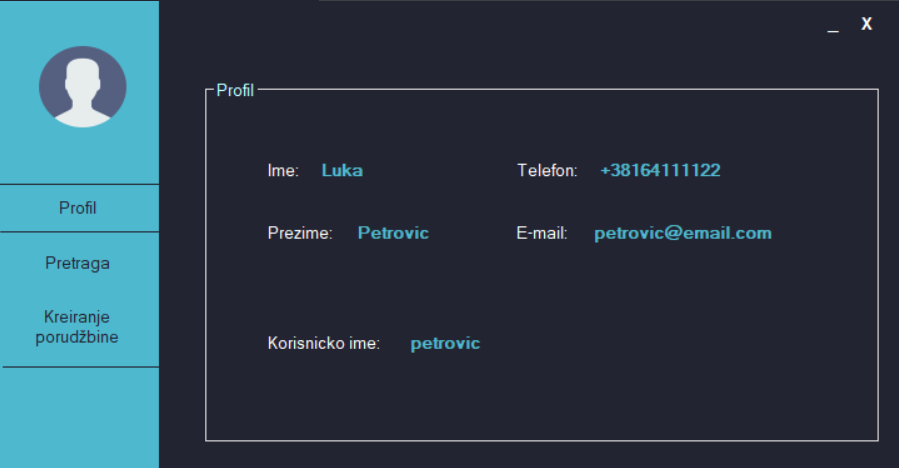 _ X
Profil
Pretraga
Kreiranje
porudžbine
Profil
Ime: Luka
Telefon: +38164111122
Prezime: Petrovic
E-mail: petrovic@email.com
Korisnicko ime: petrovic